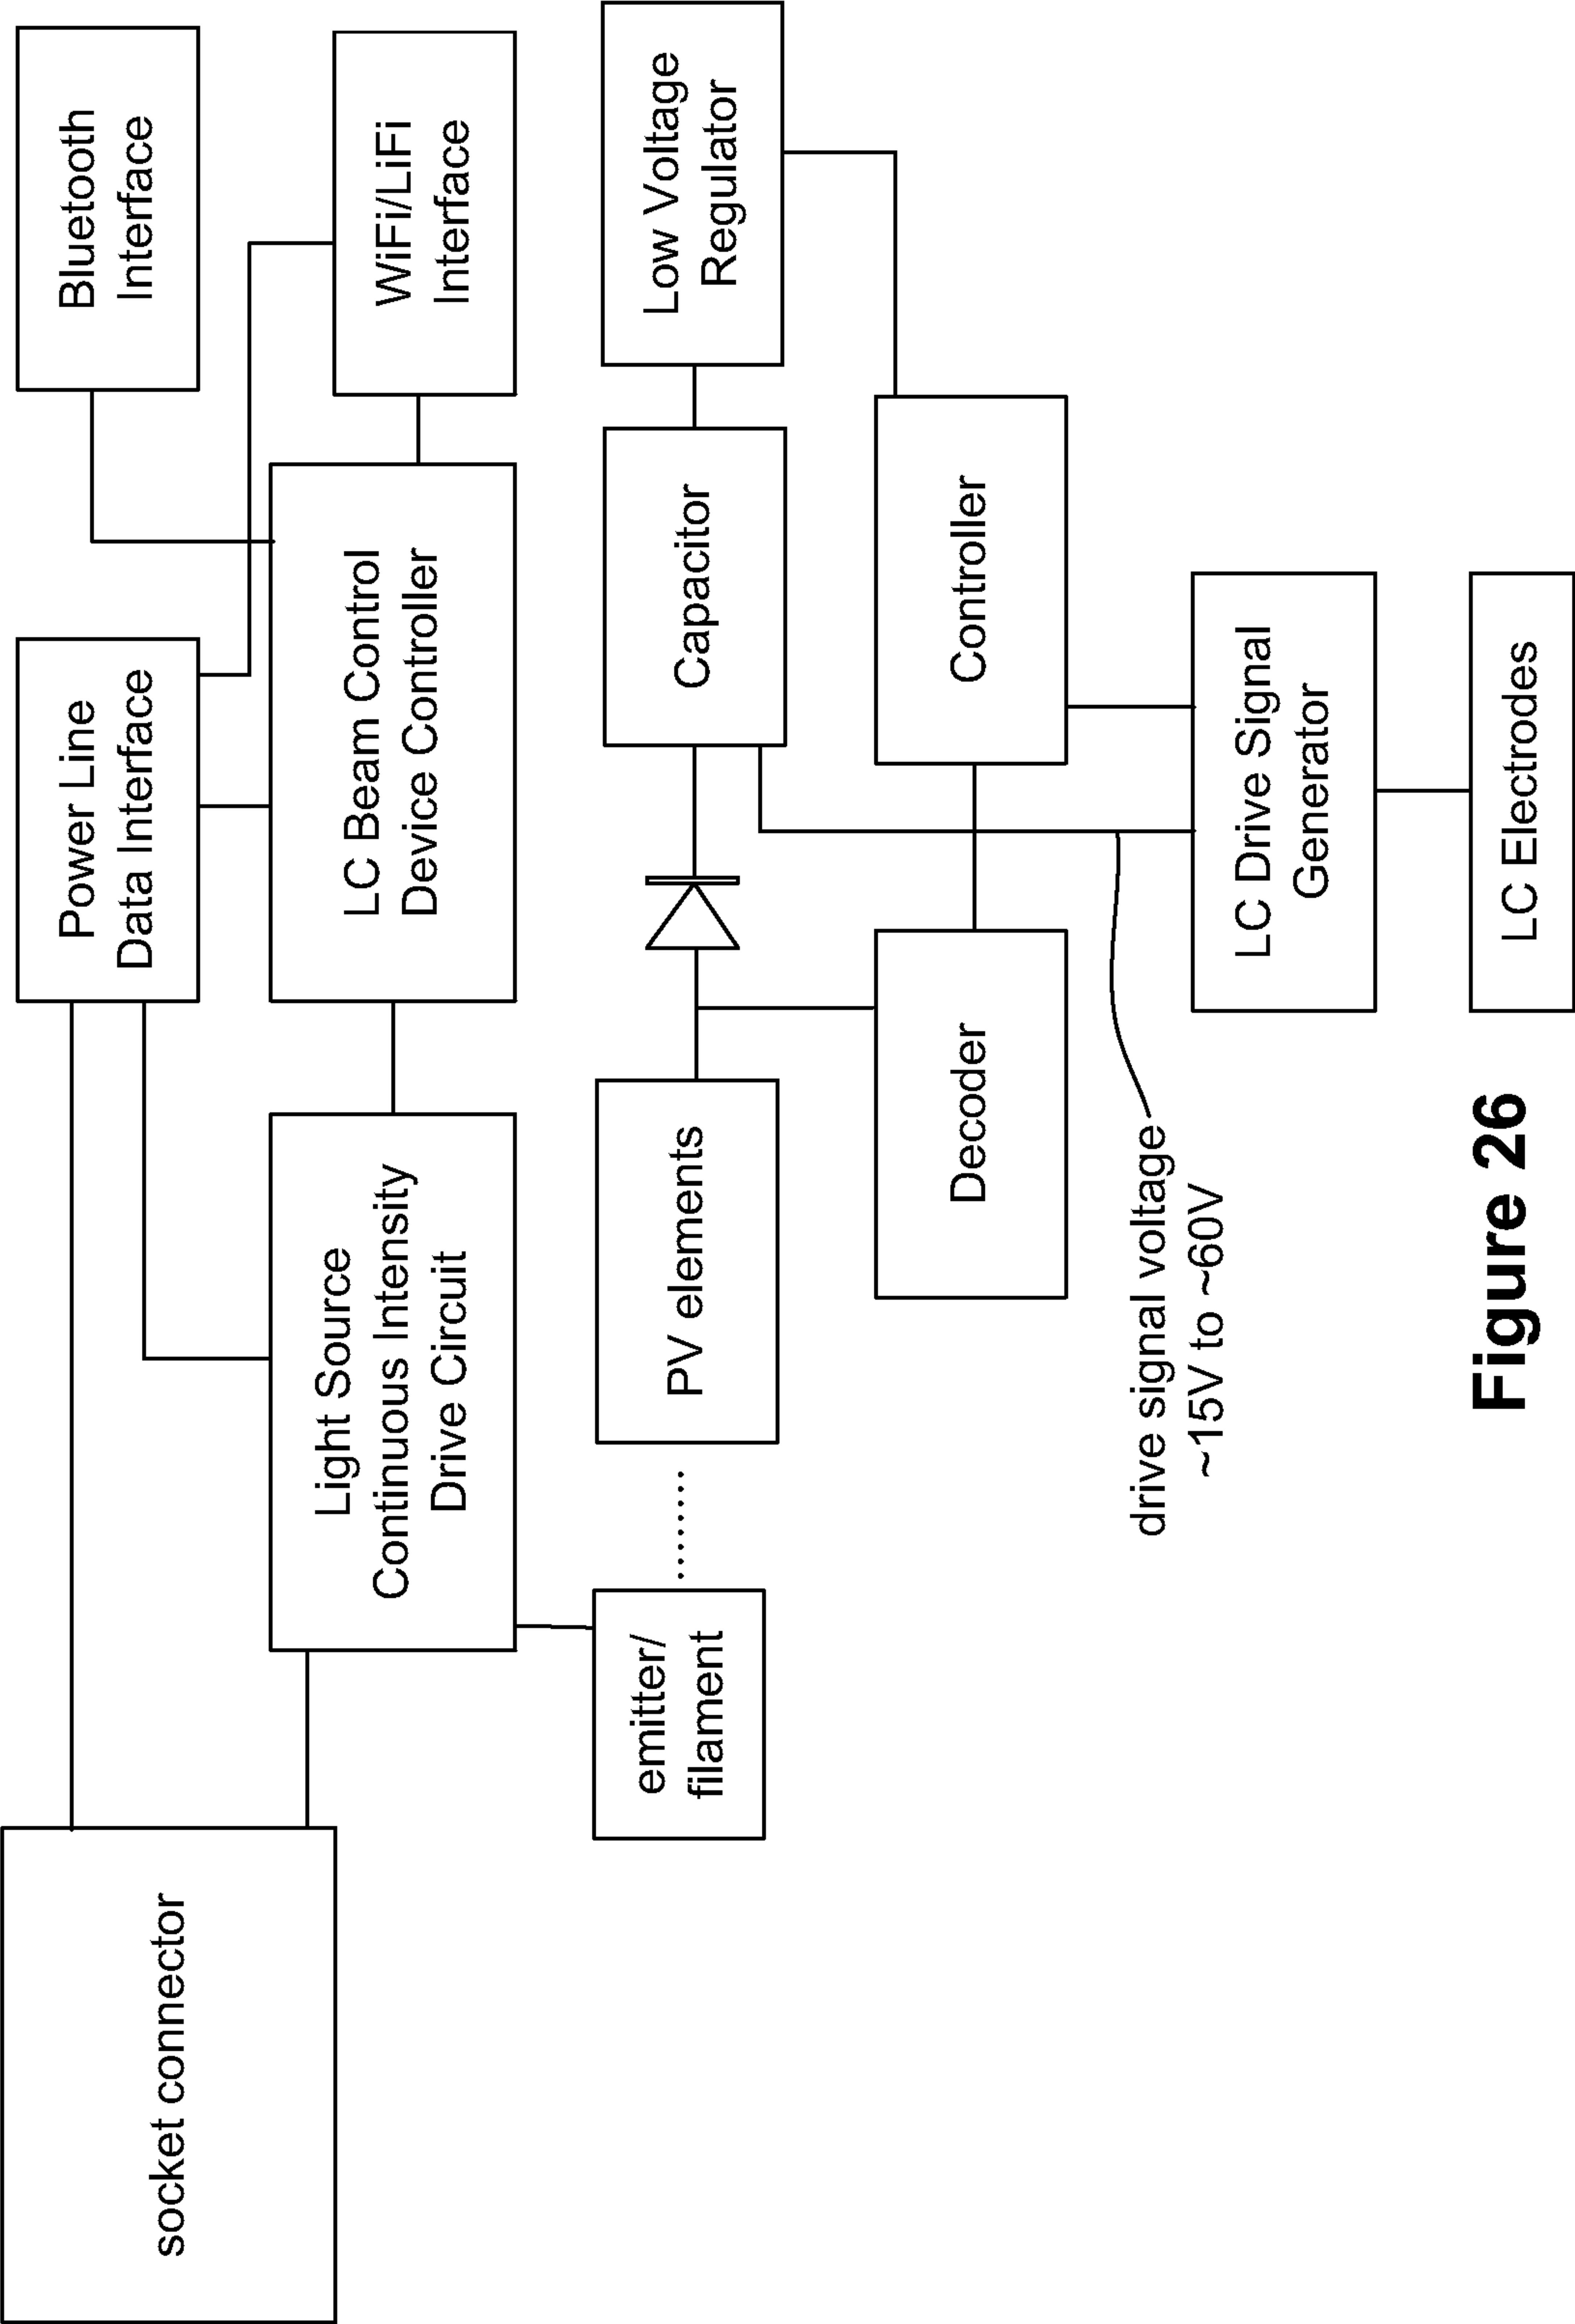 socket connector
Power Line
Data Interface
Bluetooth
Interface
Light Source
Continuous Intensity
Drive Circuit
LC Beam Control
Device Controller
WiFi/LiFi
Interface
emitter/
filament
PV elements
Capacitor
Low Voltage
Regulator
Decoder
Controller
drive signal voltage
~15V to ~60V
LC Drive Signal
Generator
LC Electrodes
Figure 26